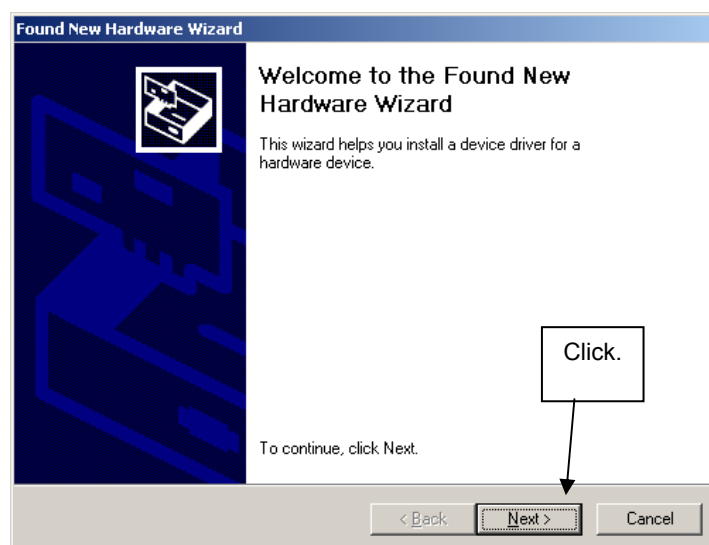 Found New Hardware Wizard
Welcome to the Found New
Hardware Wizard
This wizard helps you install a device driver for a
hardware device.
Click.
To continue, click Next.
< Back
Next >
Cancel